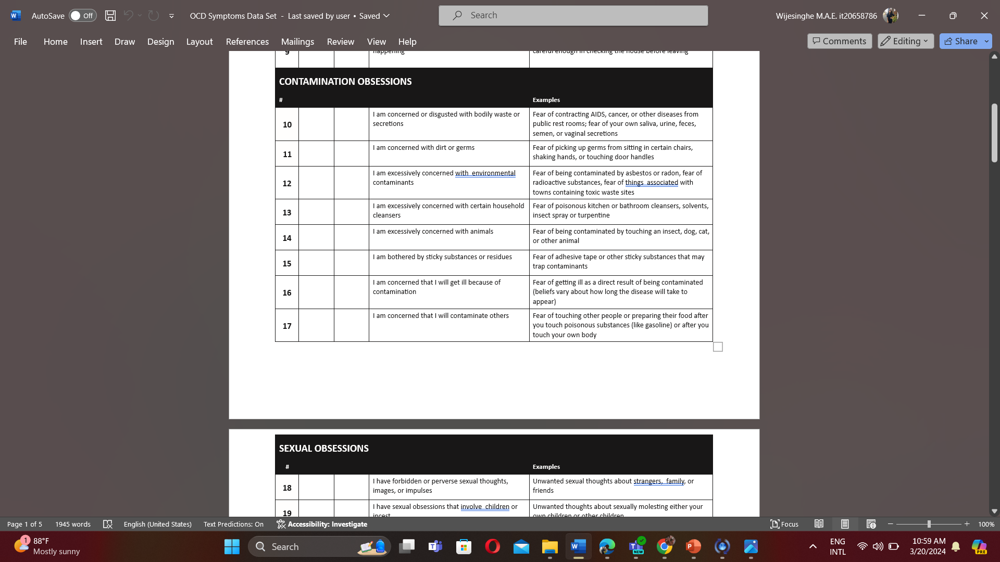 AutoSave Off OCD Symptoms Data Set - Last saved by user • Saved Search Wijesinghe M.A.E. it20658786
File Home Insert Draw Design Layout References Mailings Review View Help Comments Editing Share
9 happening careful enough in checking the house before leaving
CONTAMINATION OBSESSIONS
# Examples
I am concerned or disgusted with bodily waste or Fear of contracting AIDS, cancer, or other diseases from
10 secretions public rest rooms; fear of your own saliva, urine, feces,
semen, or vaginal secretions
I am concerned with dirt or germs Fear of picking up germs from sitting in certain chairs,
11 shaking hands, or touching door handles
I am excessively concerned with environmental Fear of being contaminated by asbestos or radon, fear of
12 contaminants radioactive substances, fear of things associated with
towns containing toxic waste sites
I am excessively concerned with certain household Fear of poisonous kitchen or bathroom cleansers, solvents,
13 cleansers insect spray or turpentine
I am excessively concerned with animals Fear of being contaminated by touching an insect, dog, cat,
14 or other animal
I am bothered by sticky substances or residues Fear of adhesive tape or other sticky substances that may
15 trap contaminants
I am concerned that I will get ill because of Fear of getting ill as a direct result of being contaminated
16 contamination (beliefs vary about how long the disease will take to
appear)
I am concerned that I will contaminate others Fear of touching other people or preparing their food after
17 you touch poisonous substances (like gasoline) or after you
touch your own body
SEXUAL OBSESSIONS
# Examples
I have forbidden or perverse sexual thoughts, Unwanted sexual thoughts about strangers, family, or
18 images, or impulses friends
I have sexual obsessions that involve children or Unwanted thoughts about sexually molesting either your
19 incest own children or other children
Page 1 of 5 1945 words English (United States) Text Predictions: On Accessibility: Investigate Focus 100%
1 88°F Mostly sunny Search NEW ENG INTL 10:59 AM 3/20/2024 PRE